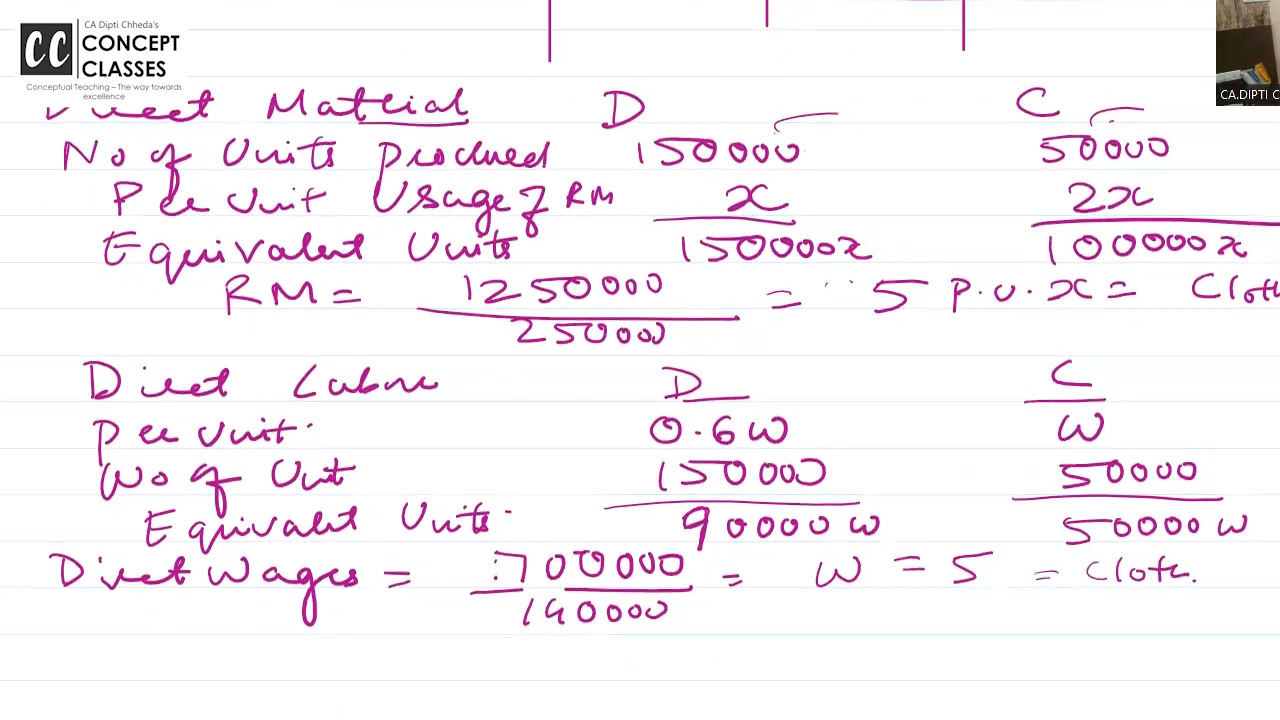 CA Dipti Chheda's
CC CONCEPT
CLASSES
Conceptual Teaching – The way towards
excellence
CA.DIPTI C
Direct Material D C
No of Units Produced 150000 50000
Per Unit Usage of RM x 2x
Equivalent Units 150000x 100000x
RM = 1250000 / 250000 = 5 P.U. x = Cloth
Direct Labour D C
Per Unit. 0.6w w
No of Unit 150000 50000
Equivalent Units. 90000w 50000w
Direct Wages = 700000 / 140000 = w = 5 = Cloth.